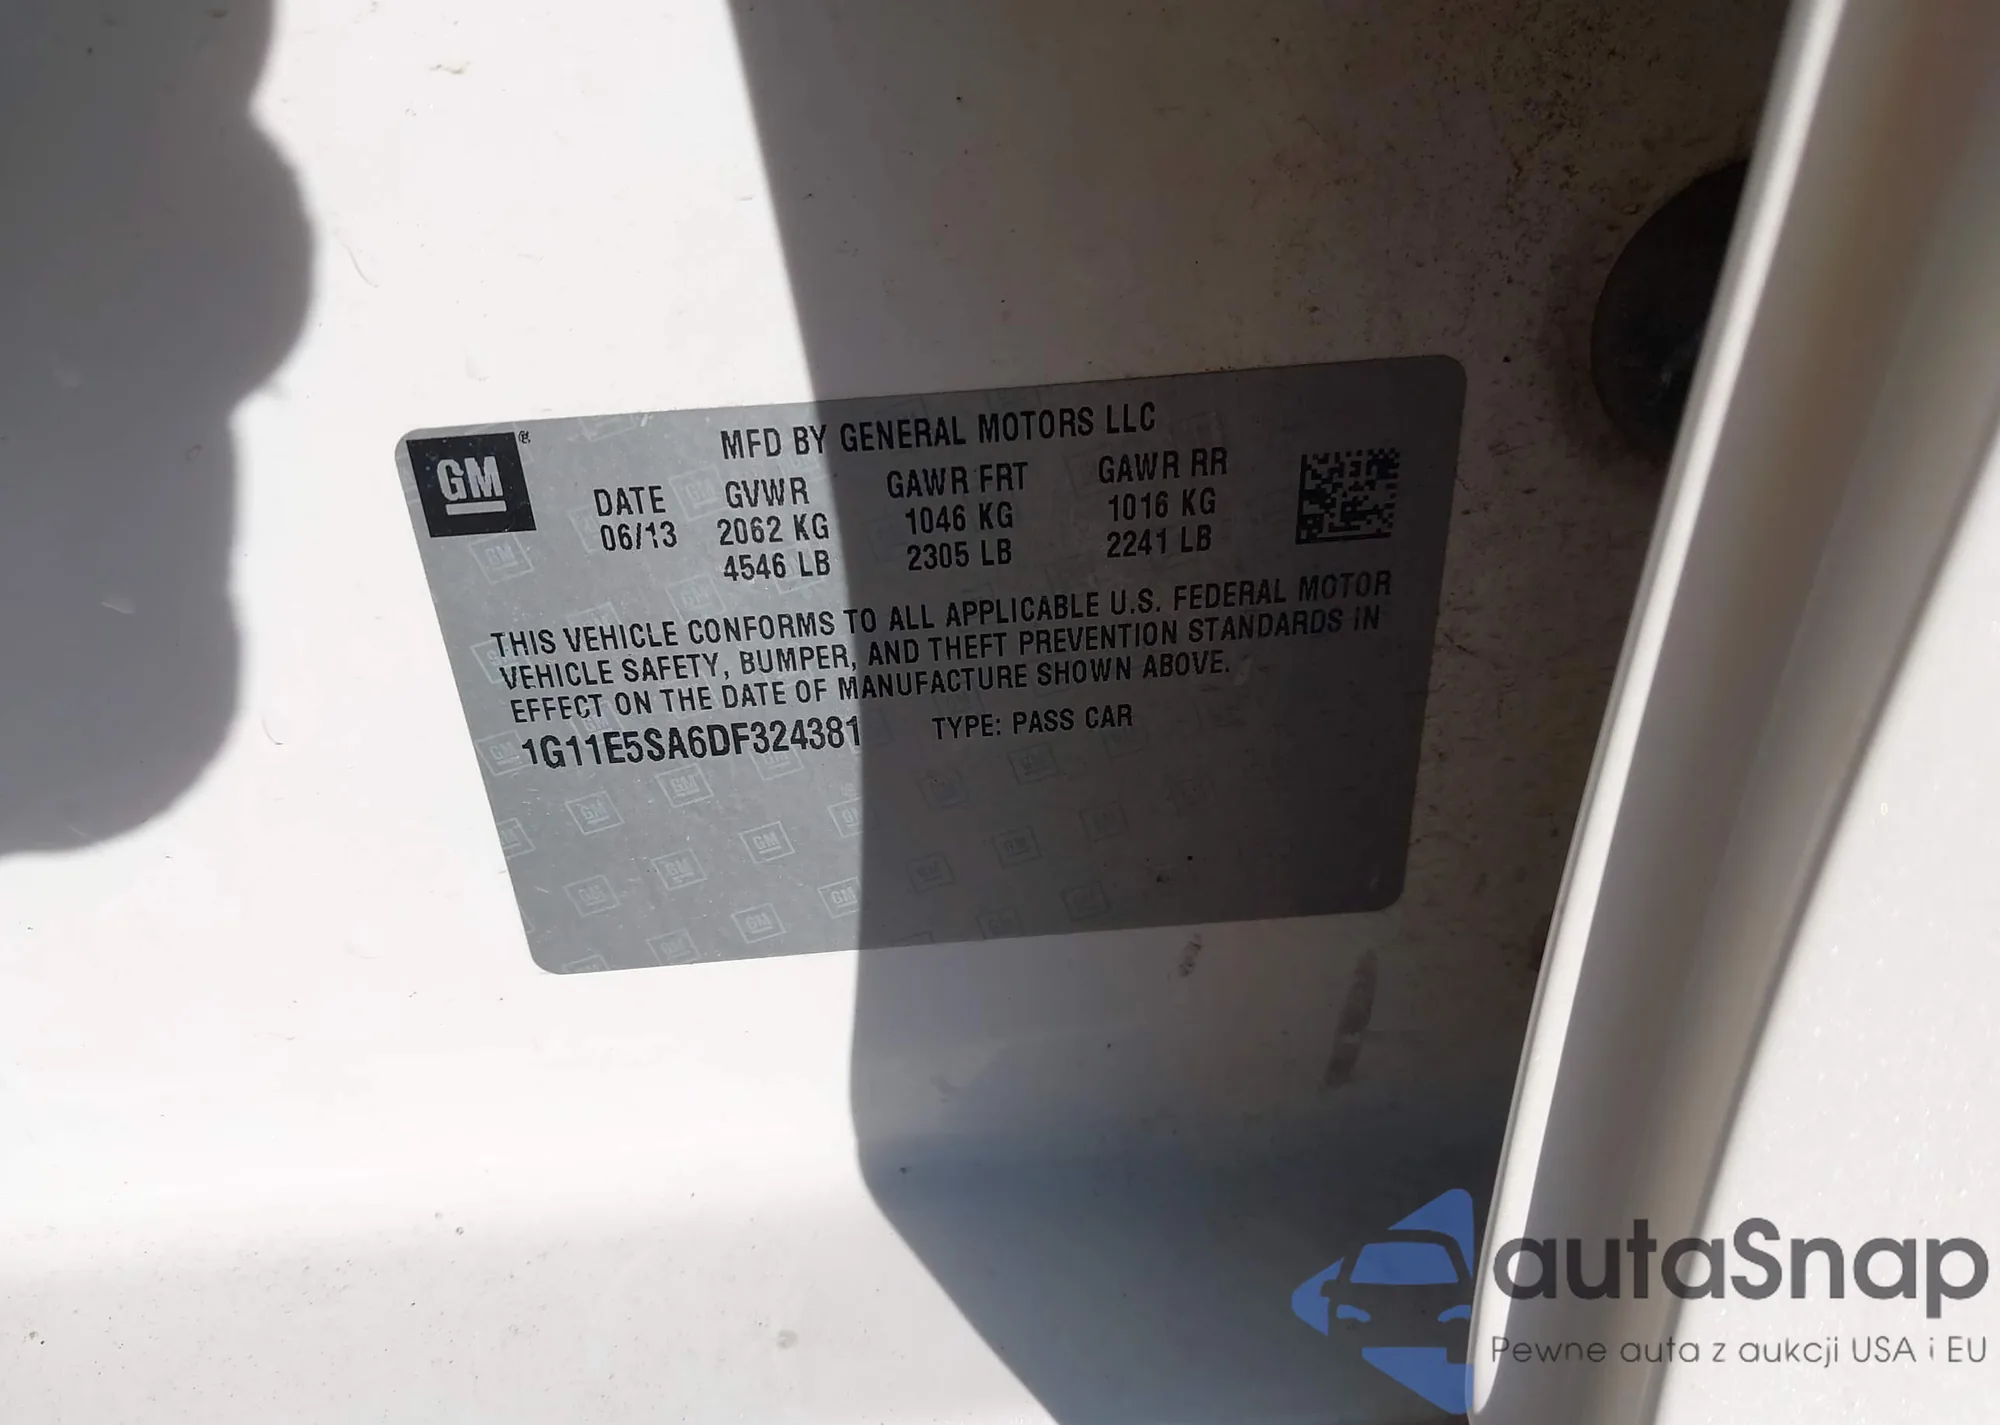 GM ®
MFD BY GENERAL MOTORS LLC
DATE GVWR GAWR FRT GAWR RR
06/13 2062 KG 1046 KG 1016 KG
4546 LB 2305 LB 2241 LB
THIS VEHICLE CONFORMS TO ALL APPLICABLE U.S. FEDERAL MOTOR
VEHICLE SAFETY, BUMPER, AND THEFT PREVENTION STANDARDS IN
EFFECT ON THE DATE OF MANUFACTURE SHOWN ABOVE.
1G11E5SA6DF324381 TYPE: PASS CAR
autaSnap
Pewne auta z aukcji USA i EU